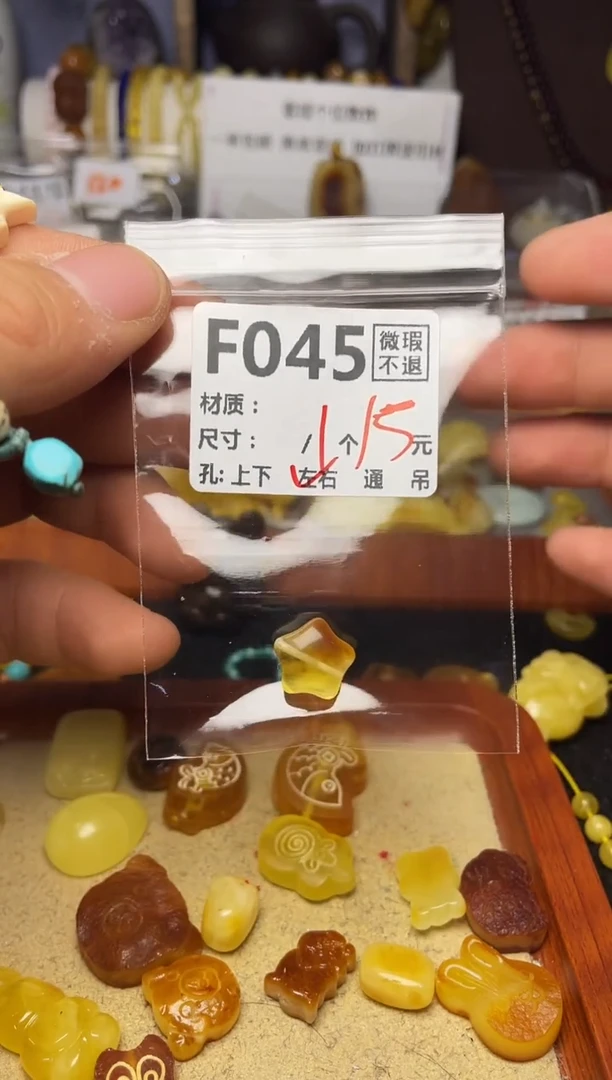 F045 微瑕
不退
材质：
尺寸： / 1个 15元
孔: 上下 左右 通 吊